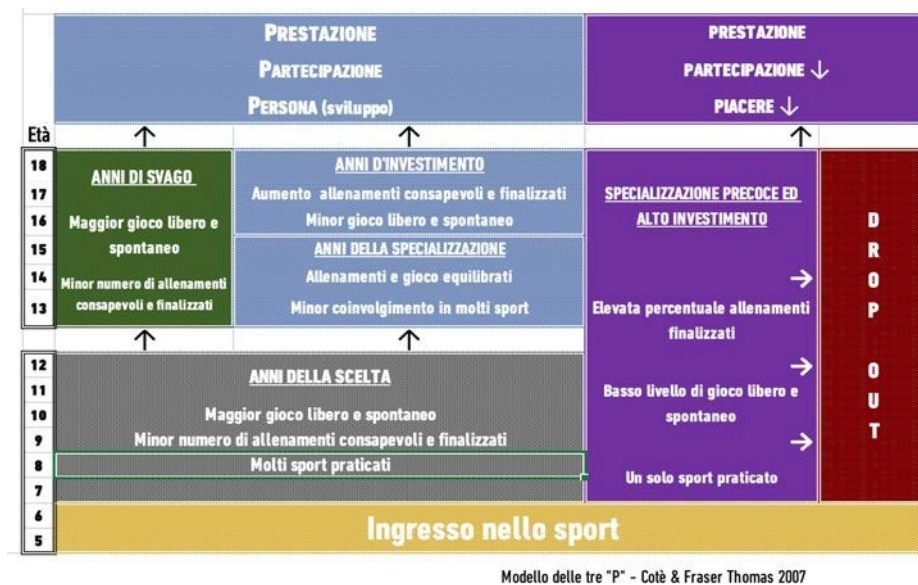 PRESTAZIONE
PARTECIPAZIONE
PERSONA (sviluppo)
PRESTAZIONE
PARTECIPAZIONE ↓
PIACERE ↓
Età
18
17
16
15
14
13
ANNI DI SVAGO
Maggior gioco libero e
spontaneo
Minor numero di allenamenti
consapevoli e finalizzati
ANNI D'INVESTIMENTO
Aumento allenamenti consapevoli e finalizzati
Minor gioco libero e spontaneo
ANNI DELLA SPECIALIZZAZIONE
Allenamenti e gioco equilibrati
Minor coinvolgimento in molti sport
SPECIALIZZAZIONE PRECOCE ED
ALTO INVESTIMENTO
Elevata percentuale allenamenti
finalizzati
Basso livello di gioco libero e
spontaneo
Un solo sport praticato
D
R
O
P
O
U
T
12
11
10
9
8
7
ANNI DELLA SCELTA
Maggior gioco libero e spontaneo
Minor numero di allenamenti consapevoli e finalizzati
Molti sport praticati
6
5
Ingresso nello sport
Modello delle tre "P" - Cotè & Fraser Thomas 2007